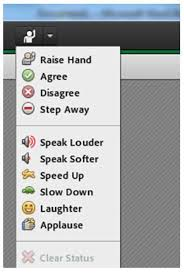 Raise Hand
Agree
Disagree
Step Away
Speak Louder
Speak Softer
Speed Up
Slow Down
Laughter
Applause
Clear Status